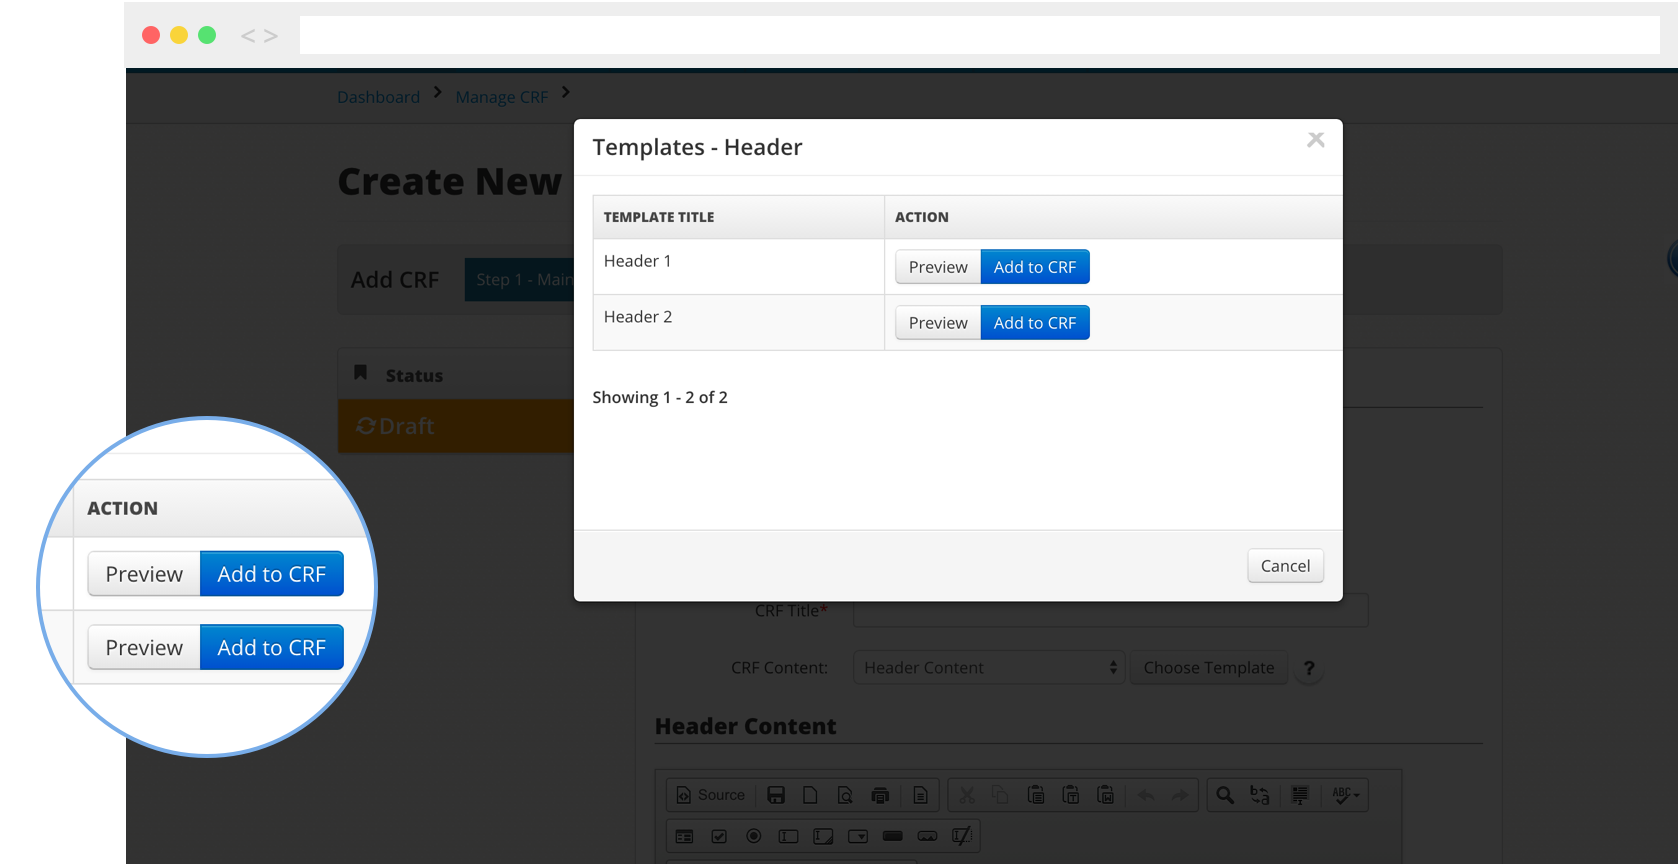 < >
Dashboard > Manage CRF >
Templates - Header ×
Create New
TEMPLATE TITLE ACTION
Header 1 Preview Add to CRF
Add CRF Step 1 - Main
Header 2 Preview Add to CRF
Status
Showing 1 - 2 of 2
Draft
ACTION
Preview Add to CRF
Preview Add to CRF
Cancel
CRF Title*
CRF Content: Header Content Choose Template ?
Header Content
Source ABC